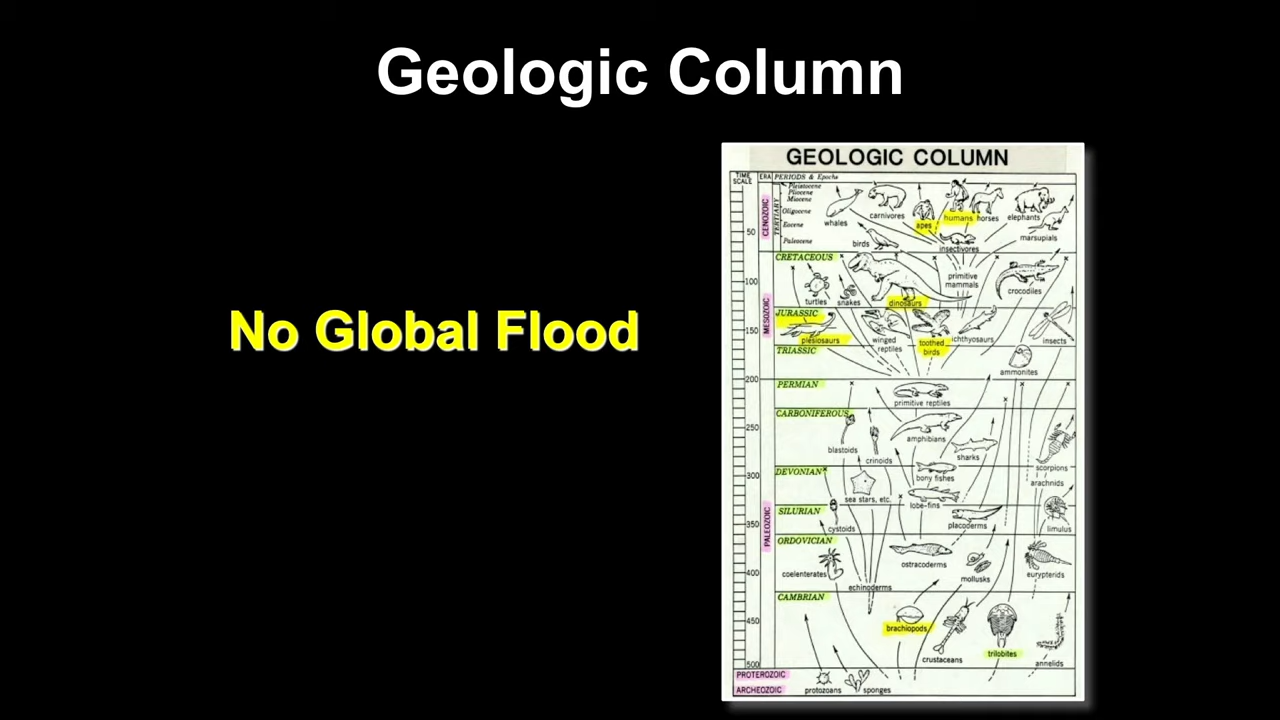 Geologic Column
No Global Flood
GEOLOGIC COLUMN
TIME SCALE
ERA
PERIODS & Epochs
CENOZOIC
TERTIARY
Pleistocene
Pliocene
Miocene
Oligocene
Eocene
Paleocene
whales
carnivores
apes
humans
horses
elephants
marsupials
birds
insectivores
50
CRETACEOUS
100
turtles
snakes
dinosaurs
primitive mammals
crocodiles
MESOZOIC
JURASSIC
150
plesiosaurs
winged reptiles
toothed birds
ichthyosaurs
insects
TRIASSIC
ammonites
200
PERMIAN
primitive reptiles
CARBONIFEROUS
250
blastoids
crinoids
amphibians
sharks
scorpions
arachnids
DEVONIAN
300
bony fishes
sea stars, etc.
lobe-fins
PALEOZOIC
SILURIAN
350
cystoids
placoderms
limulus
ORDOVICIAN
ostracoderms
400
coelenterates
echinoderms
mollusks
eurypterids
CAMBRIAN
450
brachiopods
crustaceans
trilobites
annelids
500
PROTEROZOIC
ARCHEOZOIC
protozoans
sponges